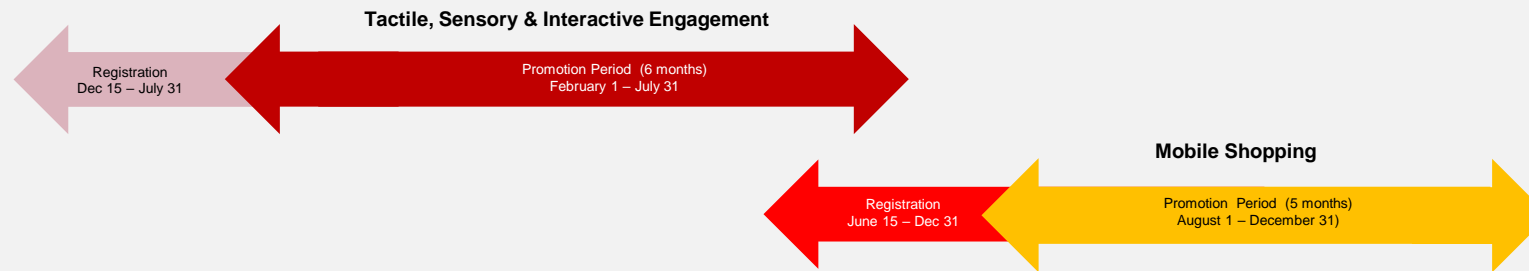 Tactile, Sensory & Interactive Engagement
Registration
Dec 15 – July 31
Promotion Period (6 months)
February 1 – July 31
Mobile Shopping
Registration
June 15 – Dec 31
Promotion Period (5 months)
August 1 – December 31)